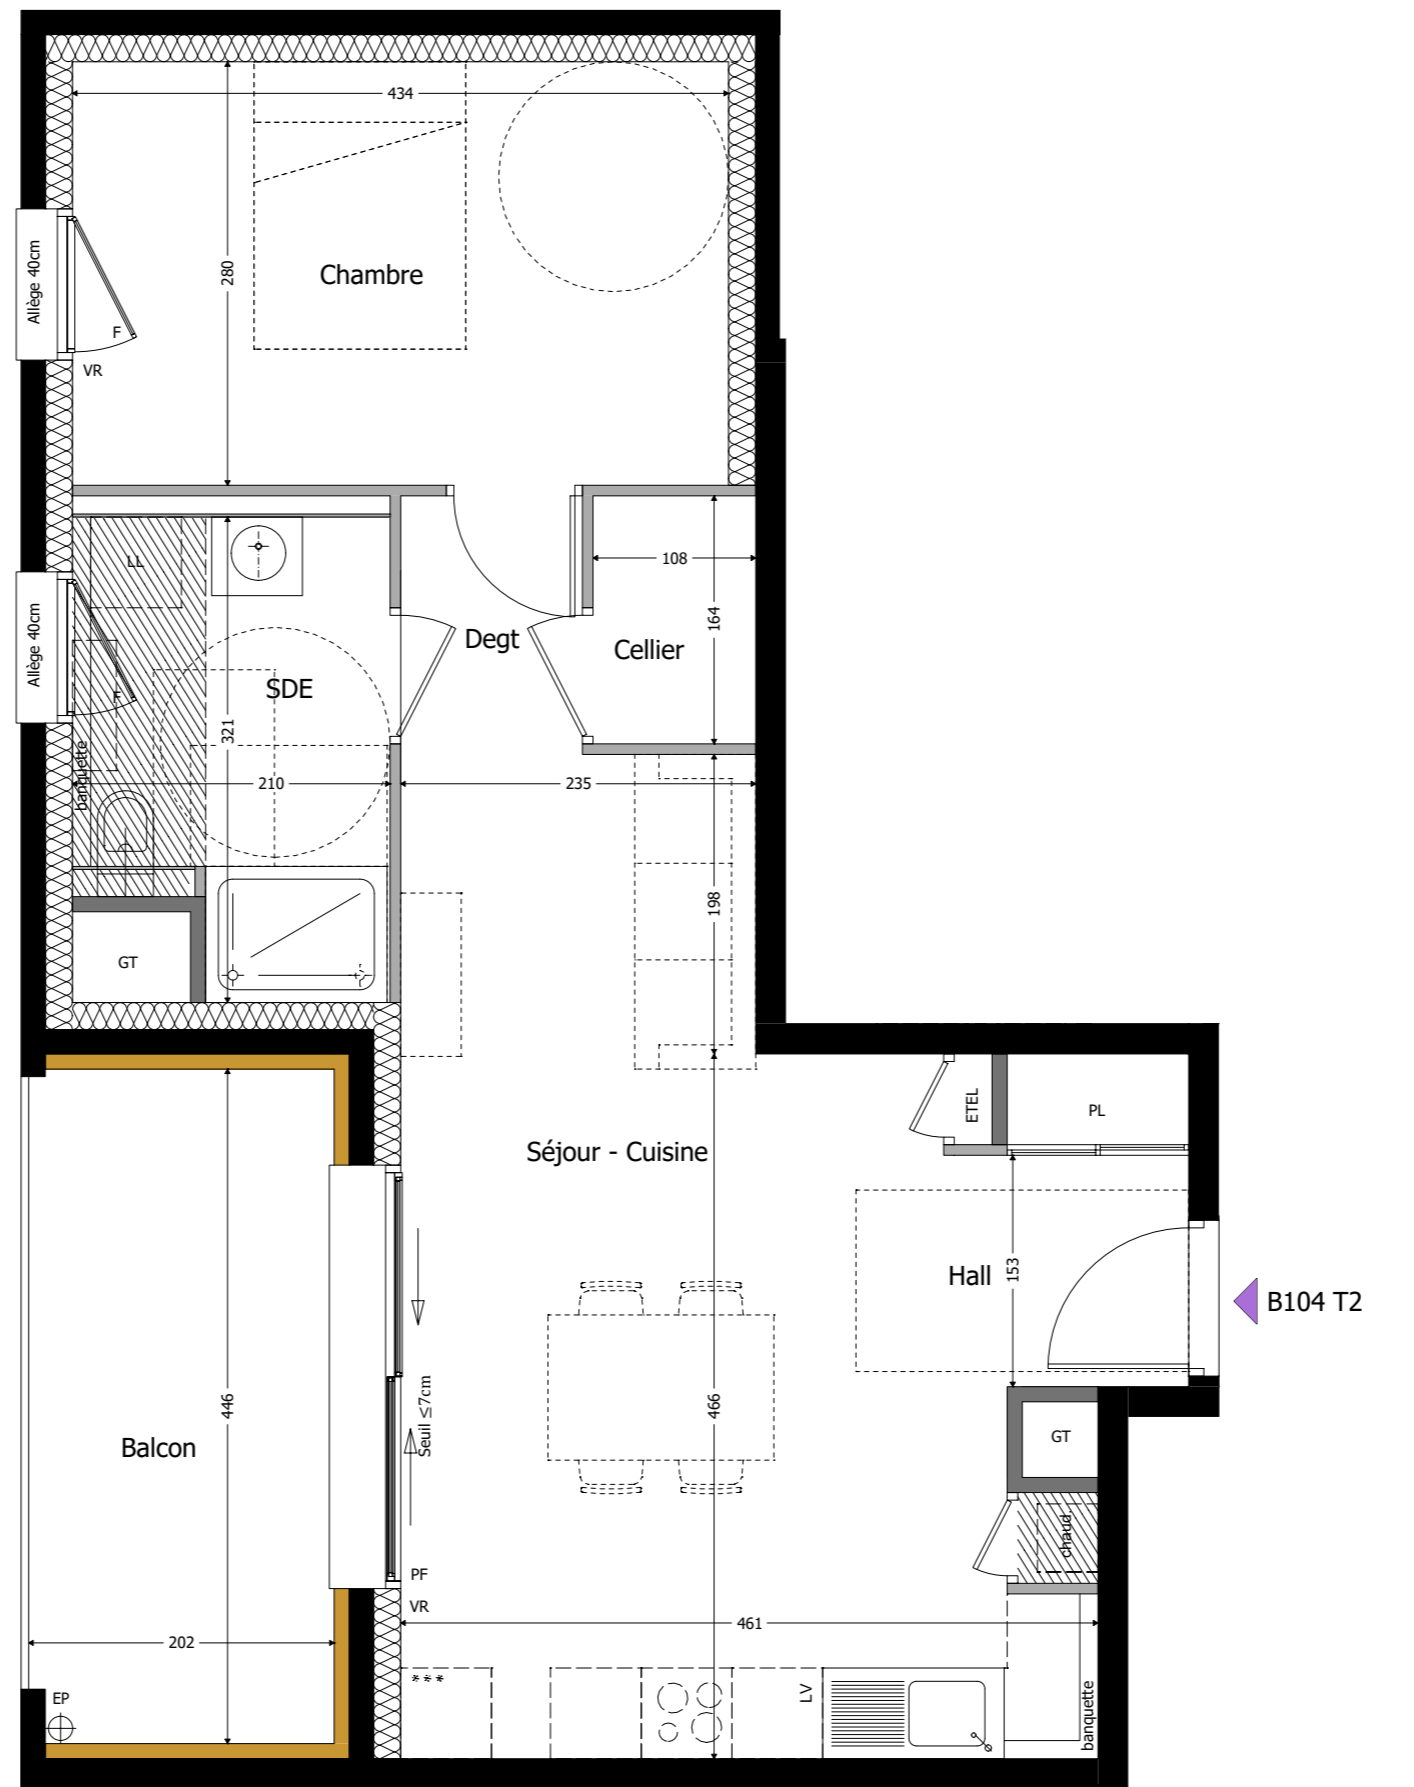 434
Allège 40cm
280
Chambre
F
VR
LL
108
164
Degt
Cellier
Allège 40cm
SDE
F
321
banquette
210
235
198
GT
ETEL
PL
Séjour - Cuisine
Hall
153
B104 T2
446
Seuil ≤7cm
466
Balcon
GT
chaud.
PF
VR
461
202
***
LV
EP
banquette